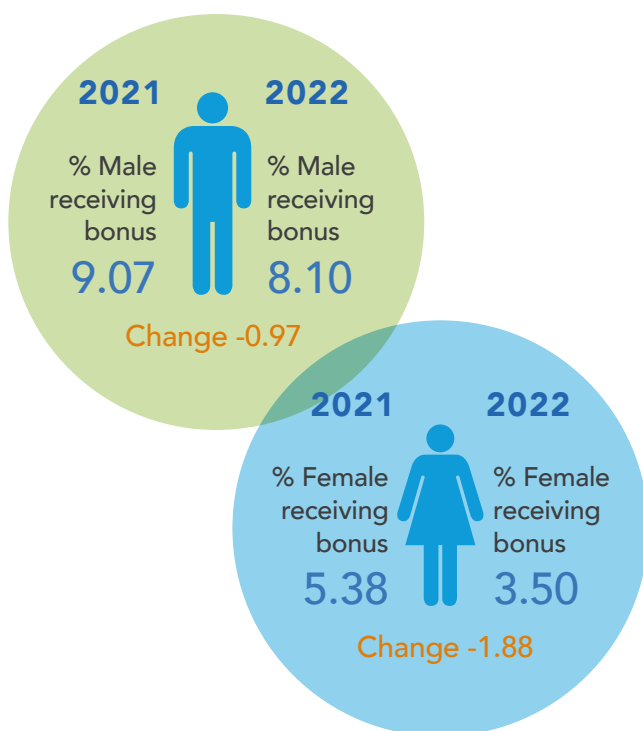 2021 2022
% Male % Male
receiving receiving
bonus bonus
9.07 8.10
Change -0.97
2021 2022
% Female % Female
receiving receiving
bonus bonus
5.38 3.50
Change -1.88